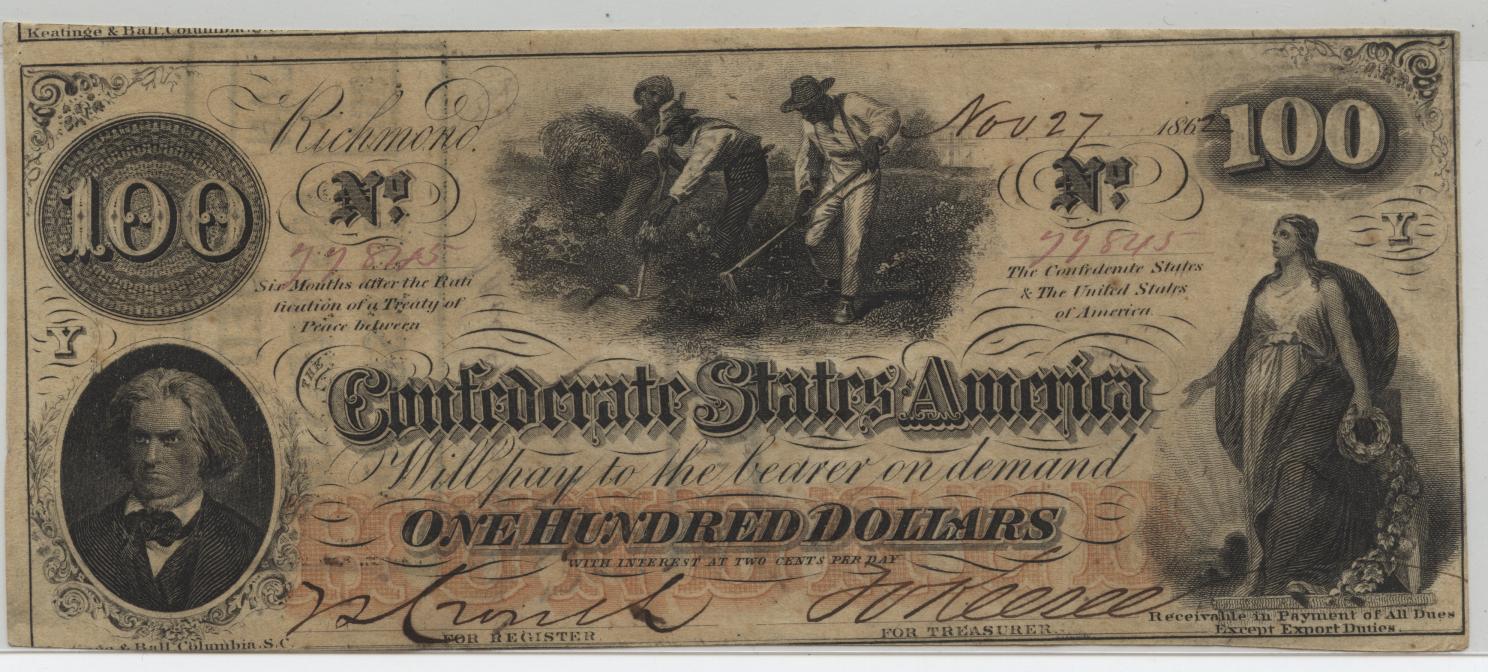 Keatinge & Ball, Columbia, S.C.
Richmond,
Nov 27 1862
100
100
Nº
Nº
77845
77845
Six Months after the Rati
fication of a Treaty of
Peace between
The Confederate States
& The United States
of America
Y
Y
THE
Confederate States America
Will pay to the bearer on demand
HUNDRED
ONE HUNDRED DOLLARS
WITH INTEREST AT TWO CENTS PER DAY
FOR REGISTER
FOR TREASURER
Receivable in Payment of All Dues
Except Export Duties.
& Ball, Columbia, S.C.